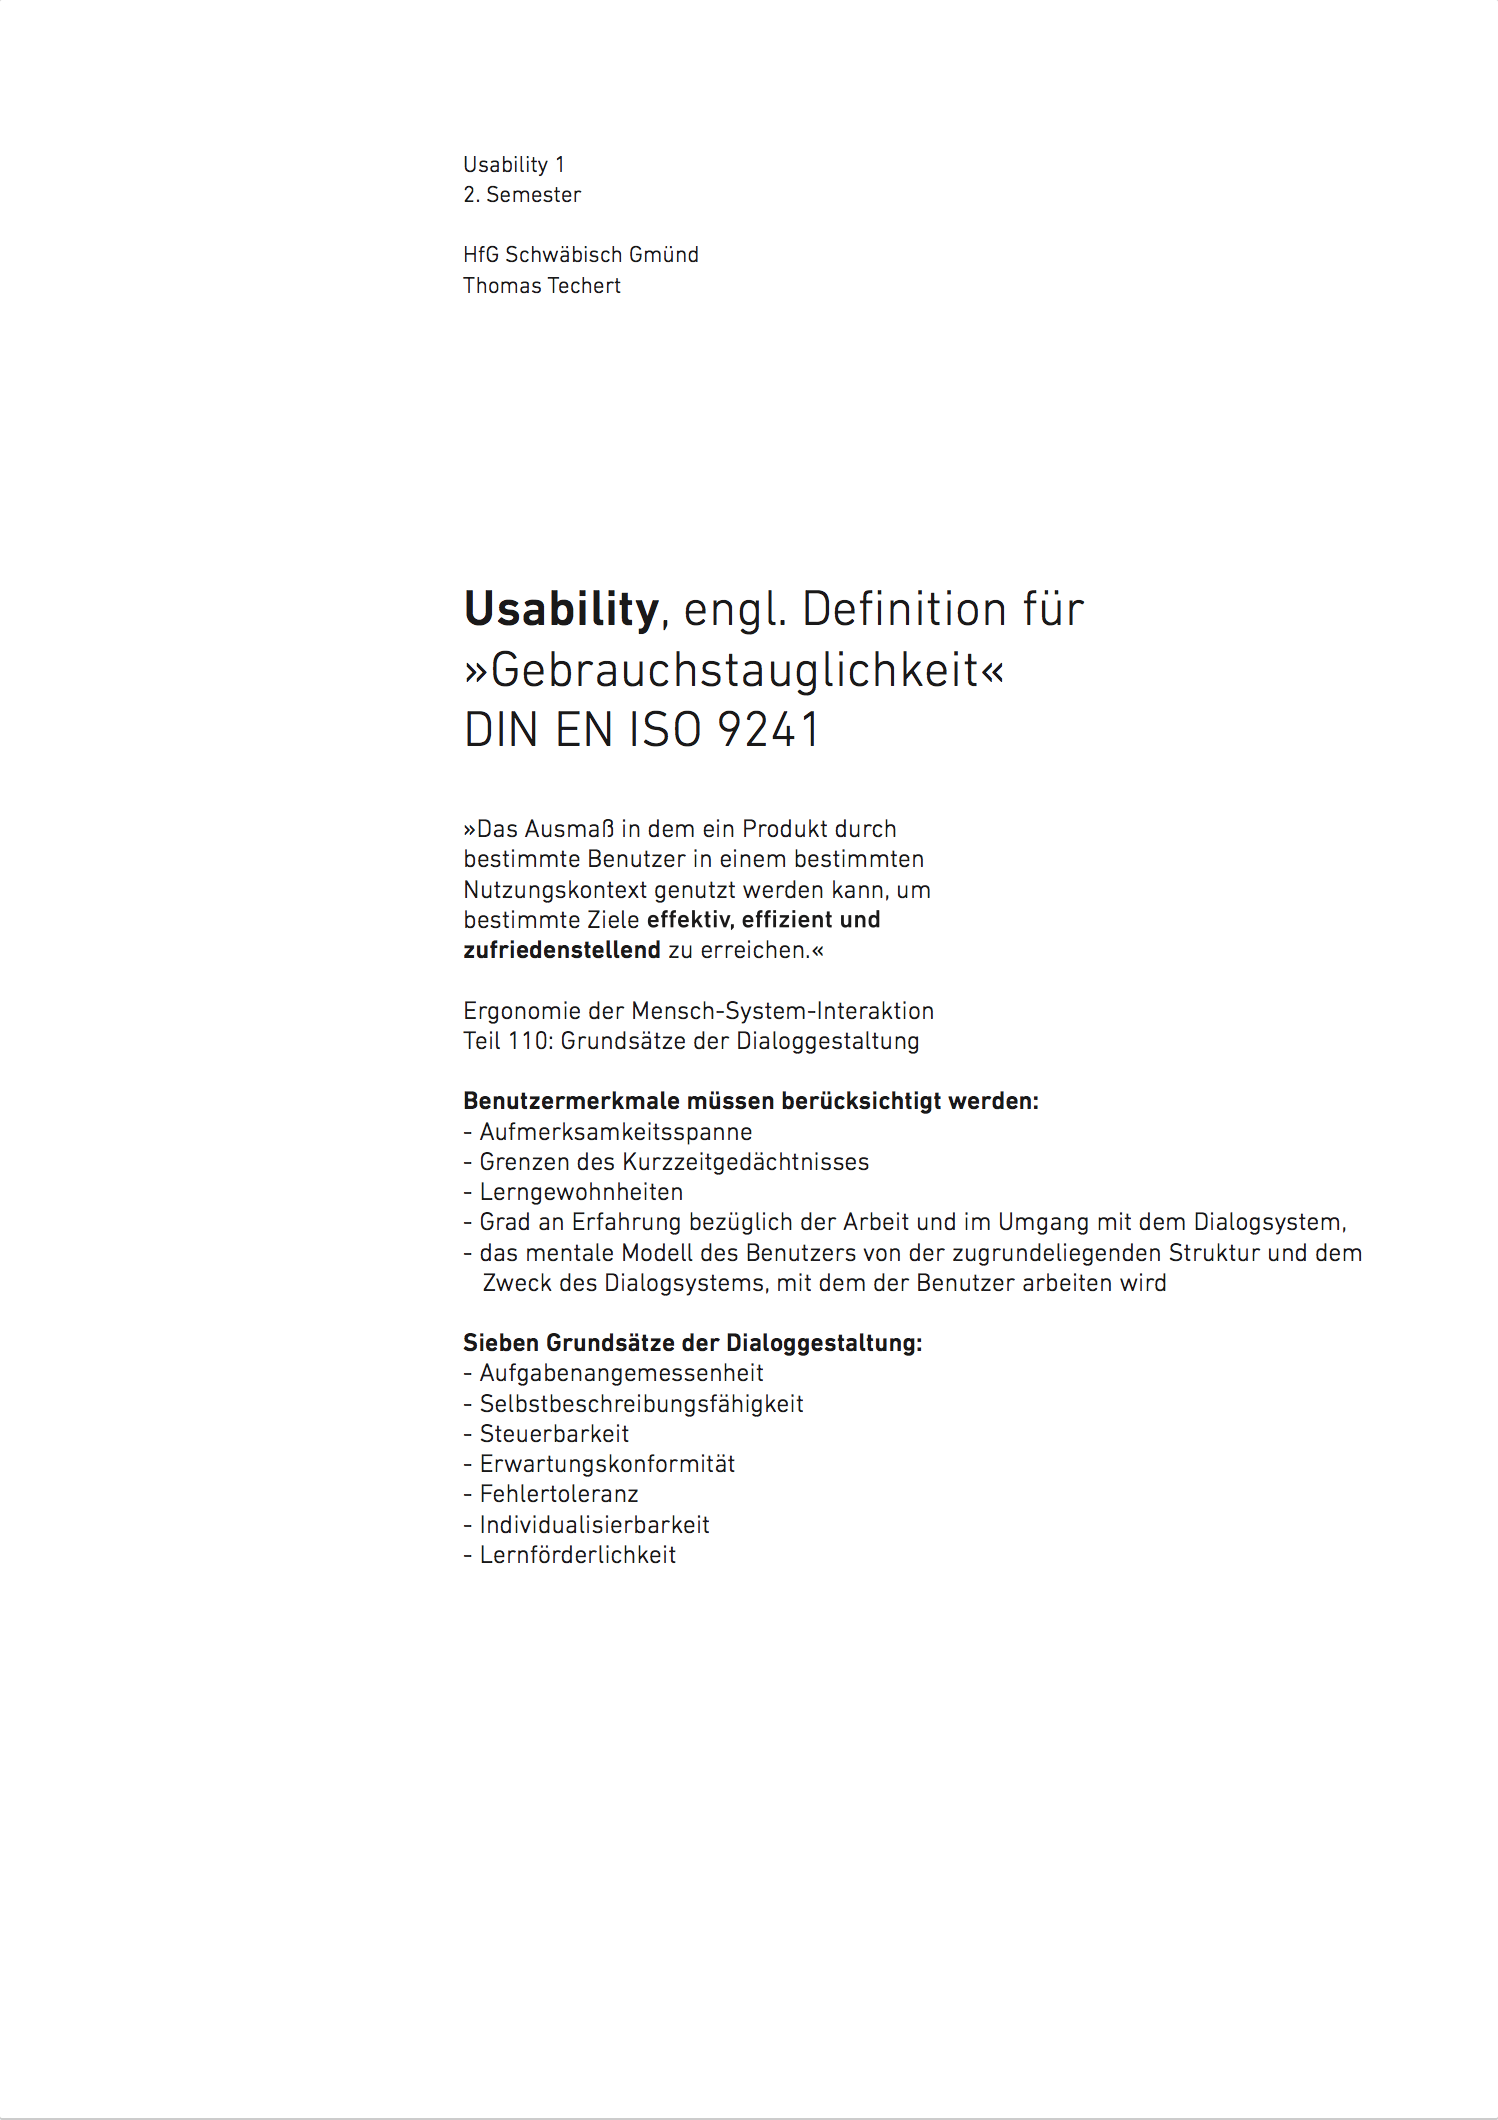 Usability 1
2. Semester
HfG Schwäbisch Gmünd
Thomas Techert
Usability, engl. Definition für
»Gebrauchstauglichkeit«
DIN EN ISO 9241
»Das Ausmaß in dem ein Produkt durch
bestimmte Benutzer in einem bestimmten
Nutzungskontext genutzt werden kann, um
bestimmte Ziele effektiv, effizient und
zufriedenstellend zu erreichen.«
Ergonomie der Mensch-System-Interaktion
Teil 110: Grundsätze der Dialoggestaltung
Benutzermerkmale müssen berücksichtigt werden:
- Aufmerksamkeitsspanne
- Grenzen des Kurzzeitgedächtnisses
- Lerngewohnheiten
- Grad an Erfahrung bezüglich der Arbeit und im Umgang mit dem Dialogsystem,
- das mentale Modell des Benutzers von der zugrundeliegenden Struktur und dem
Zweck des Dialogsystems, mit dem der Benutzer arbeiten wird
Sieben Grundsätze der Dialoggestaltung:
- Aufgabenangemessenheit
- Selbstbeschreibungsfähigkeit
- Steuerbarkeit
- Erwartungskonformität
- Fehlertoleranz
- Individualisierbarkeit
- Lernförderlichkeit